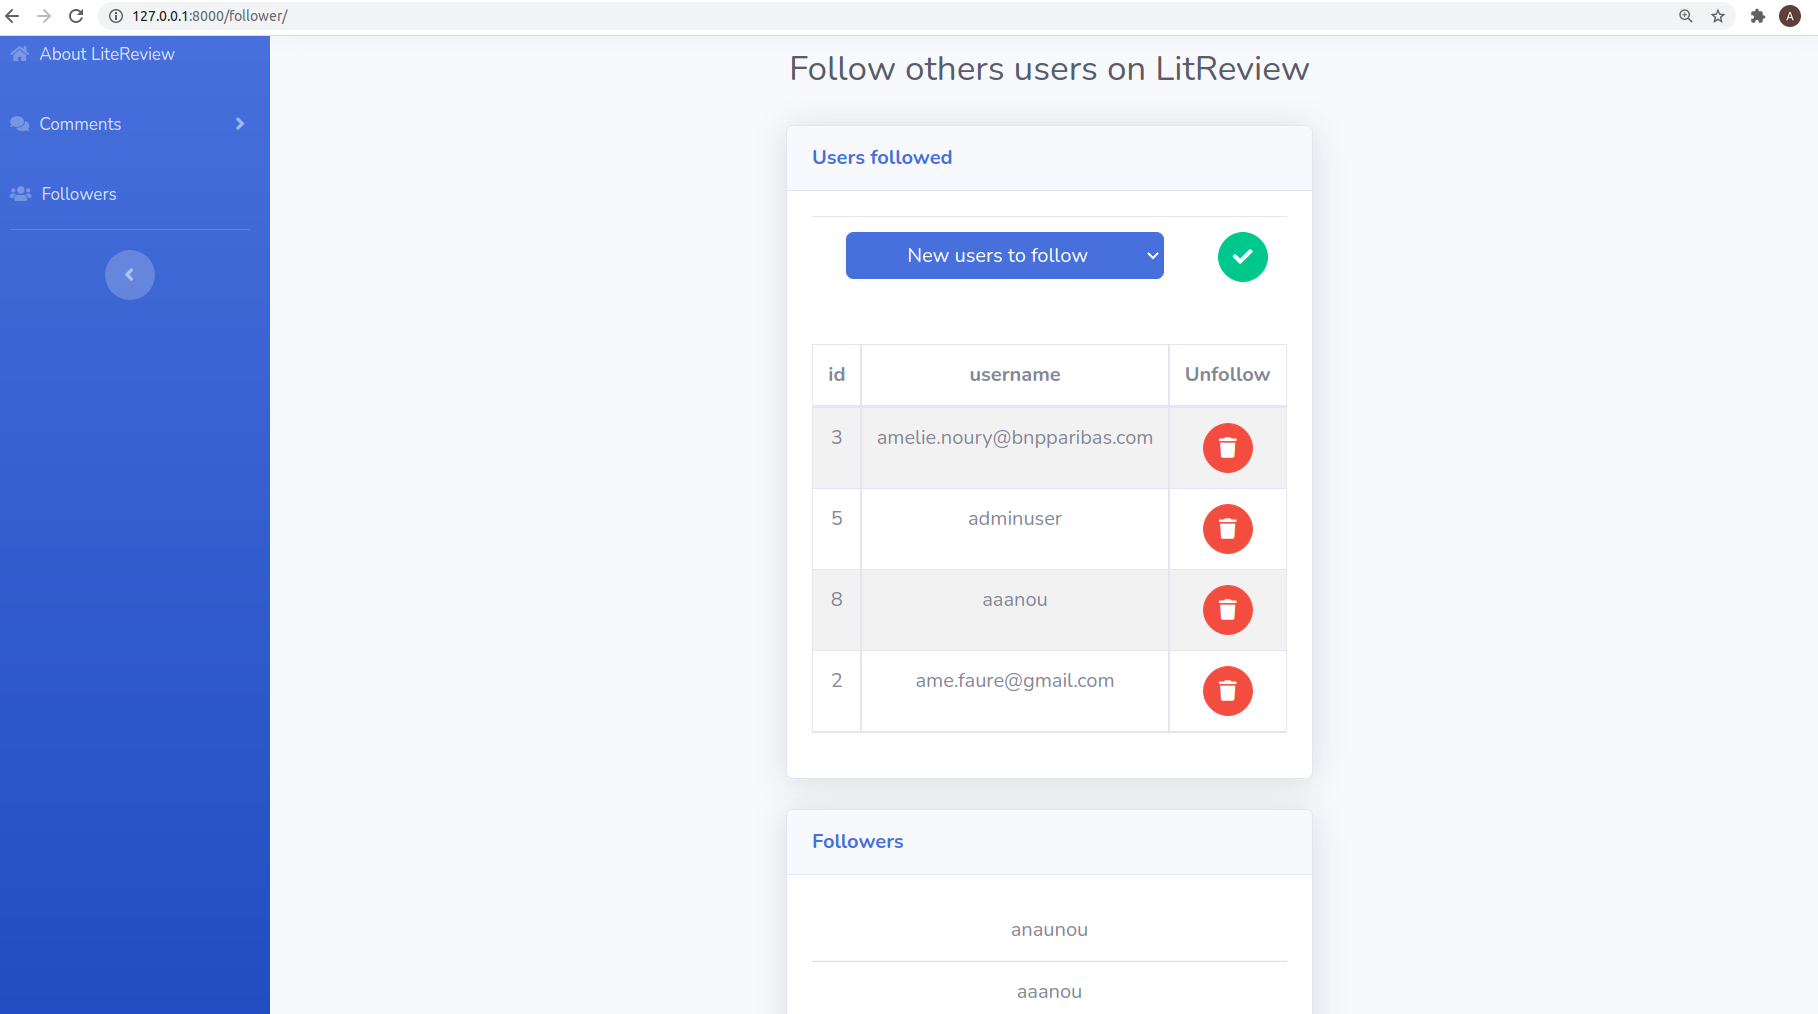 127.0.0.1:8000/follower/
A
About LiteReview
Comments
Followers
Follow others users on LitReview
Users followed
New users to follow
id username Unfollow
3 amelie.noury@bnpparibas.com
5 adminuser
8 aaanou
2 ame.faure@gmail.com
Followers
anaunou
aaanou